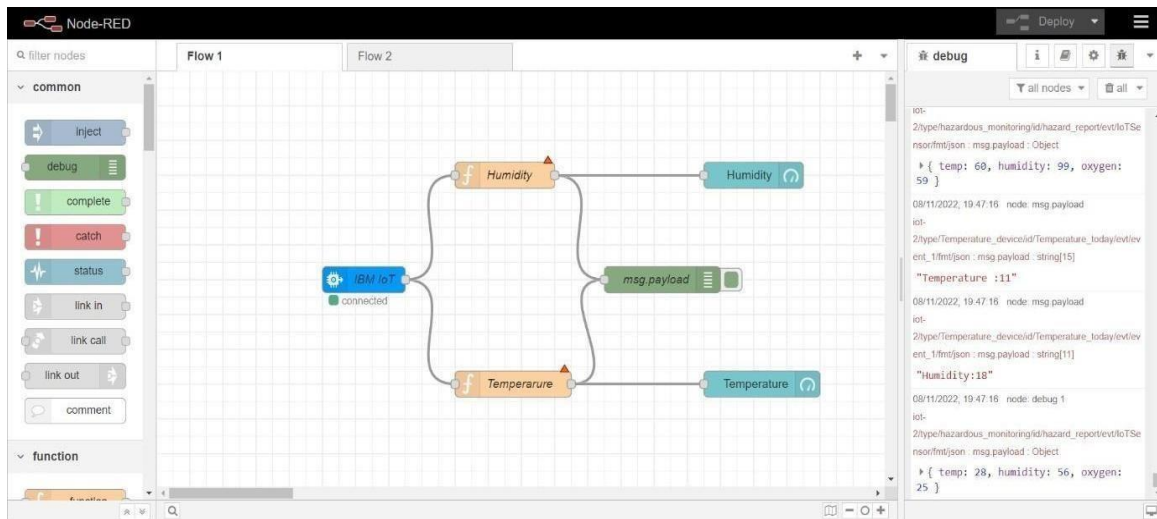 Node-RED
Deploy
filter nodes
Flow 1
Flow 2
debug
i
all nodes
all
common
inject
debug
complete
catch
status
link in
link call
link out
comment
function
function
Humidity
Humidity
IBM IoT
connected
msg.payload
Temperarure
Temperature
iot-
2/type/hazardous_monitoring/id/hazard_report/evt/IoTSe
nsor/fmt/json : msg.payload : Object
{ temp: 60, humidity: 99, oxygen:
59 }
08/11/2022, 19:47:16 node: msg.payload
iot-
2/type/Temperature_device/id/Temperature_today/evt/ev
ent_1/fmt/json : msg.payload : string[15]
"Temperature :11"
08/11/2022, 19:47:16 node: msg.payload
iot-
2/type/Temperature_device/id/Temperature_today/evt/ev
ent_1/fmt/json : msg.payload : string[11]
"Humidity:18"
08/11/2022, 19:47:16 node: debug 1
iot-
2/type/hazardous_monitoring/id/hazard_report/evt/IoTSe
nsor/fmt/json : msg.payload : Object
{ temp: 28, humidity: 56, oxygen:
25 }